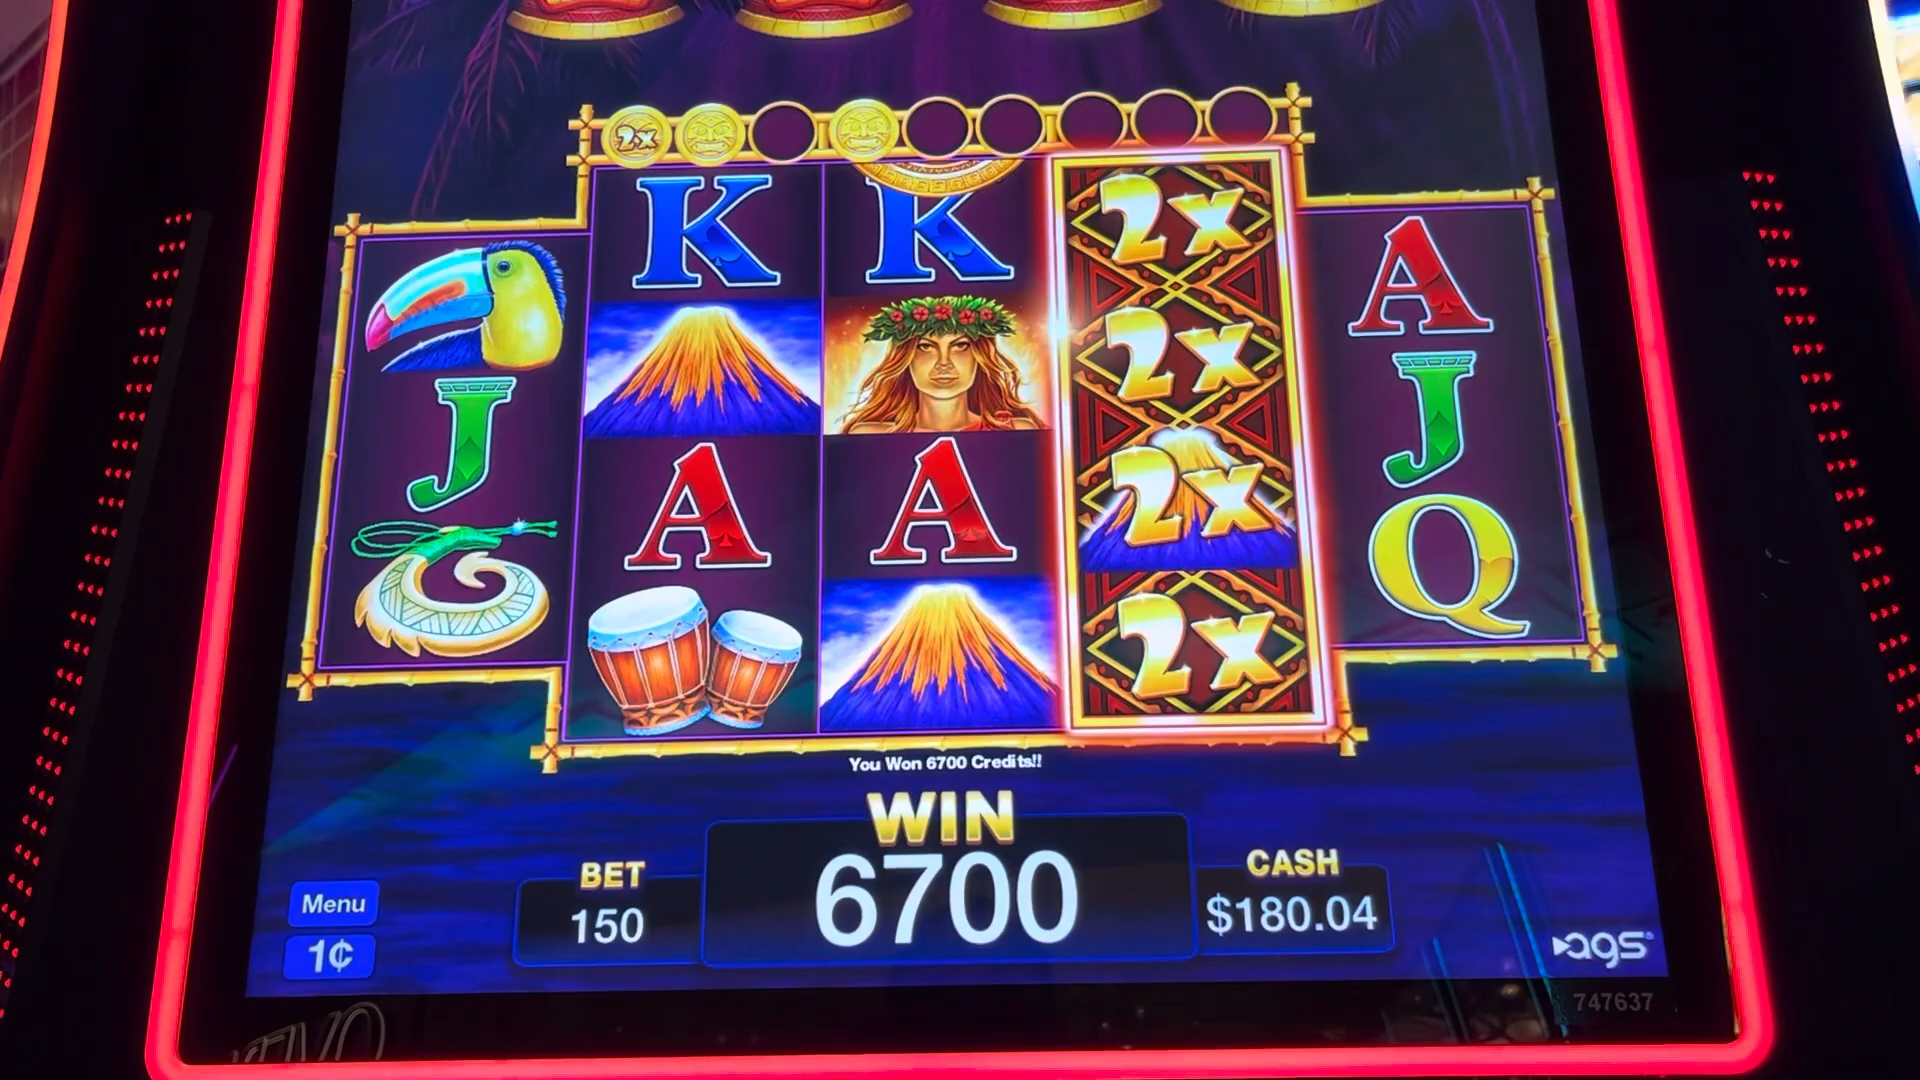 2x
K K 2x A
2x J
J A A 2x
2x Q
You Won 6700 Credits!!
WIN
6700
BET
150
CASH
$180.04
Menu
1¢
ags
747637